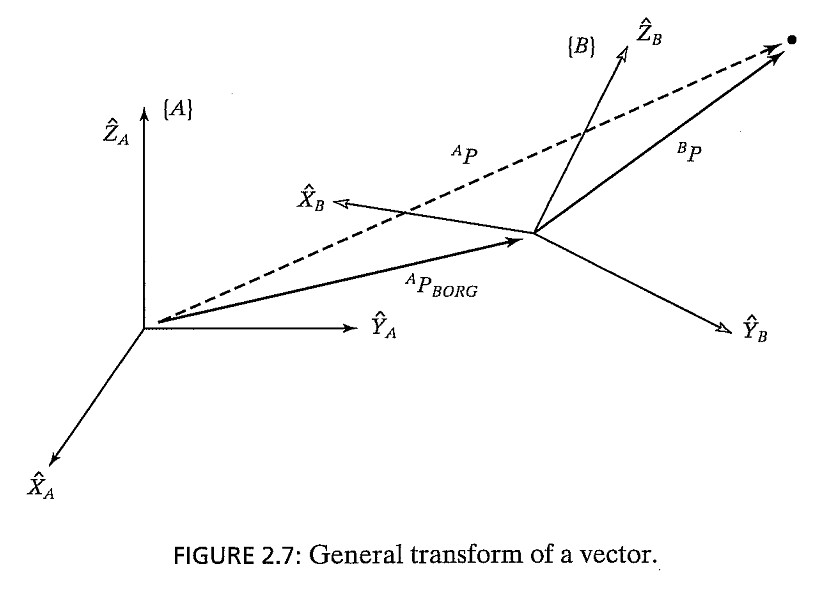 {B} Ẑ_B
{A}
Ẑ_A
ᴬP
ᴮP
X̂_B
ᴬP_BORG
Ŷ_A
Ŷ_B
X̂_A
FIGURE 2.7: General transform of a vector.